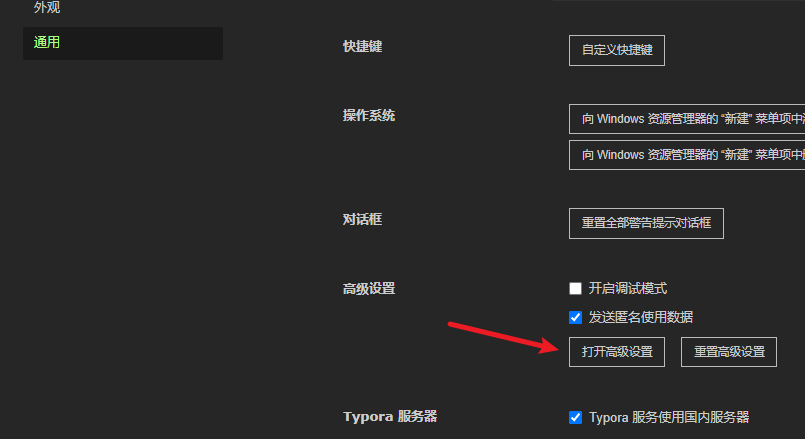 外观
通用
快捷键
自定义快捷键
操作系统
向 Windows 资源管理器的 “新建” 菜单项中
向 Windows 资源管理器的 “新建” 菜单项中
对话框
重置全部警告提示对话框
高级设置
开启调试模式
发送匿名使用数据
打开高级设置
重置高级设置
Typora 服务器
Typora 服务使用国内服务器